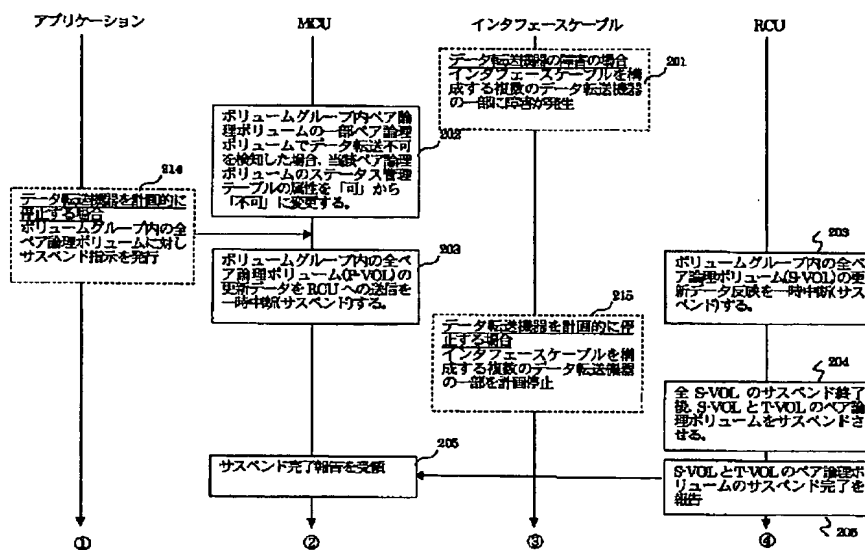 アプリケーション
MCU
インタフェースケーブル
RCU
データ転送機器の障害の場合
インタフェースケーブルを構成
する複数のデータ転送機器
の一部に障害が発生
201
ボリュームグループ内ペア論
理ボリュームの一部ペア論理
ボリュームでデータ転送不可
を検知した場合、当該ペア論理
ボリュームのステータス管理
テーブルの属性を「可」から
「不可」に変更する。
202
214
データ転送機器を計画的に
停止する場合
ボリュームグループ内の全
ペア論理ボリュームに対し
サスペンド指示を発行
203
ボリュームグループ内の全ペ
ア論理ボリューム(P-VOL)の
更新データをRCUへの送信を
一時中断(サスペンド)する。
203
ボリュームグループ内の全ペ
ア論理ボリューム(S-VOL)の更
新データ反映を一時中断(サス
ペンド)する。
215
データ転送機器を計画的に停
止する場合
インタフェースケーブルを構
成する複数のデータ転送機器
の一部を計画停止
204
全S-VOLのサスペンド終了
後、S-VOLとT-VOLのペア論
理ボリュームをサスペンドさ
せる。
205
サスペンド完了報告を受領
S-VOLとT-VOLのペア論理ボ
リュームのサスペンド完了を
報告
205
①
②
③
④